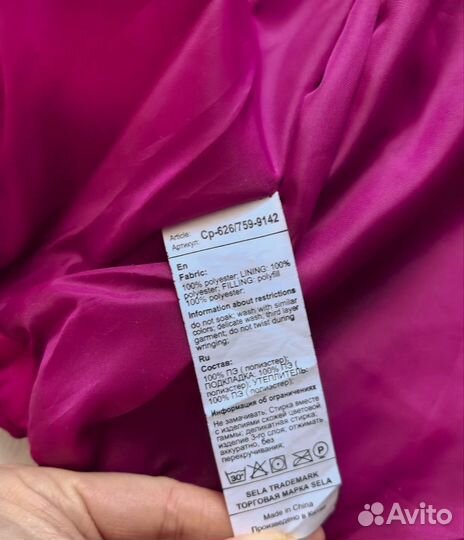 Article: Cp-626/759-9142
Артикул:
En
Fabric:
100% polyester; LINING: 100%
polyester; FILLING: polyfill
100% polyester;
Information about restrictions
do not soak; wash with similar
colors; delicate wash; third layer
garment; do not twist during
wringing;
Ru
Состав:
100% ПЭ ( полиэстер);
ПОДКЛАДКА: 100% ПЭ (
полиэстер); УТЕПЛИТЕЛЬ:
100% ПЭ ( полиэстер);
Информация об ограничениях
Не замачивать; Стирка вместе
с изделиями схожей цветовой
гаммы; деликатная стирка;
изделие 3-го слоя; отжимать
аккуратно, без
перекручивания;
30° P
SELA TRADEMARK
ТОРГОВАЯ МАРКА SELA
Made in China
Произведено в
Avito